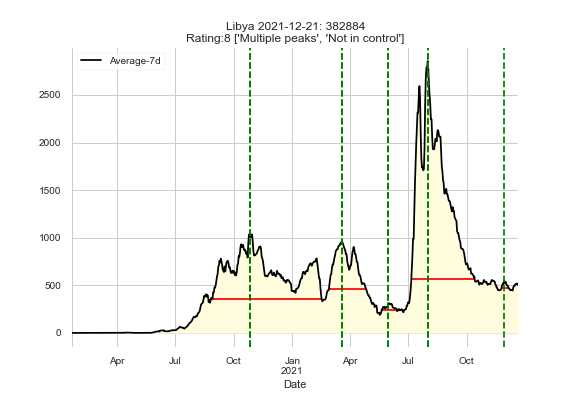 Libya 2021-12-21: 382884
Rating:8 ['Multiple peaks', 'Not in control']
Average-7d
2500
2000
1500
1000
500
0
Apr Jul Oct Jan Apr Jul Oct
2021
Date